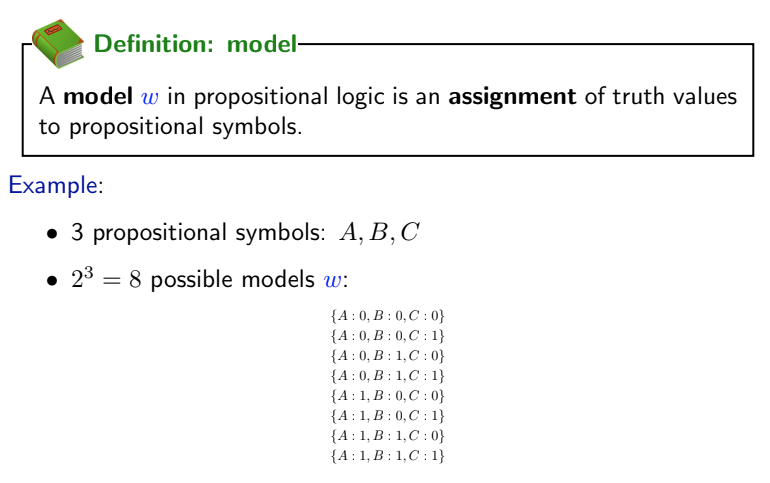 Definition: model
A model w in propositional logic is an assignment of truth values
to propositional symbols.
Example:
• 3 propositional symbols: A, B, C
• 2³ = 8 possible models w:
{A : 0, B : 0, C : 0}
{A : 0, B : 0, C : 1}
{A : 0, B : 1, C : 0}
{A : 0, B : 1, C : 1}
{A : 1, B : 0, C : 0}
{A : 1, B : 0, C : 1}
{A : 1, B : 1, C : 0}
{A : 1, B : 1, C : 1}